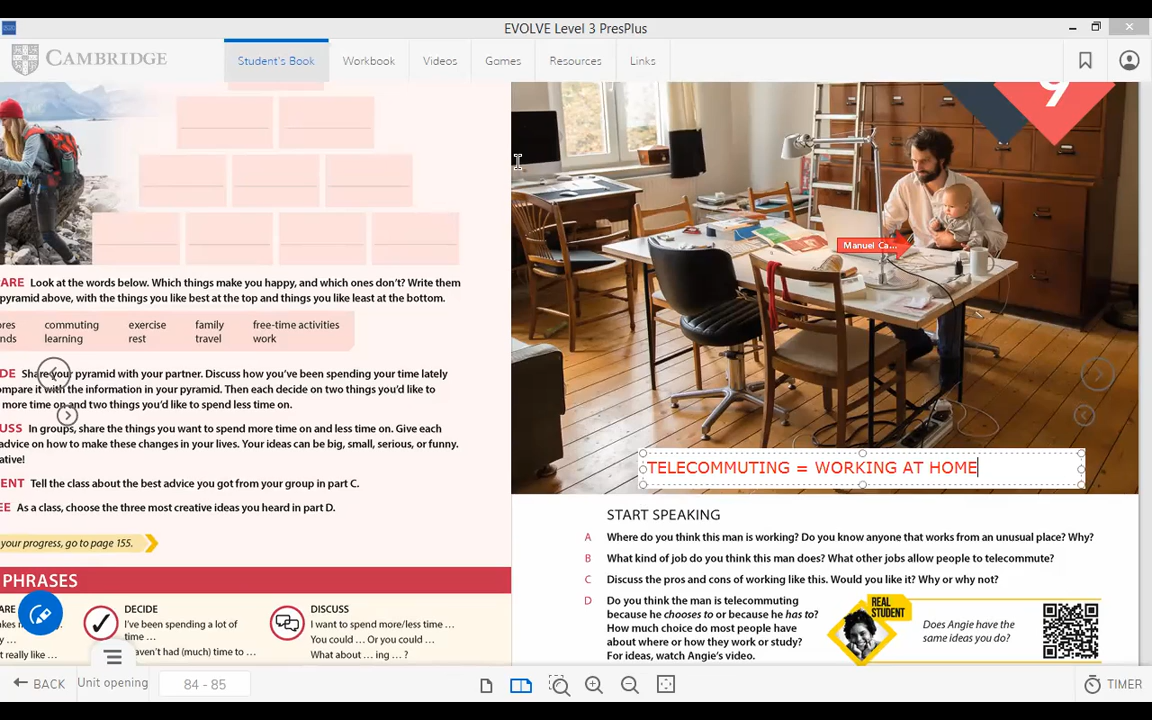 EVOLVE Level 3 PresPlus
CAMBRIDGE
Student's Book
Workbook
Videos
Games
Resources
Links
ARE Look at the words below. Which things make you happy, and which ones don't? Write them
pyramid above, with the things you like best at the top and things you like least at the bottom.
ores commuting exercise family free-time activities
nds learning rest travel work
DE Share your pyramid with your partner. Discuss how you've been spending your time lately
ompare it with the information in your pyramid. Then each decide on two things you'd like to
more time on and two things you'd like to spend less time on.
USS In groups, share the things you want to spend more time on and less time on. Give each
advice on how to make these changes in your lives. Your ideas can be big, small, serious, or funny.
ative!
ENT Tell the class about the best advice you got from your group in part C.
EE As a class, choose the three most creative ideas you heard in part D.
your progress, go to page 155.
PHRASES
ARE
DECIDE
I've been spending a lot of
time …
haven't had (much) time to …
DISCUSS
I want to spend more/less time …
You could … Or you could …
What about … ing … ?
t really like …
9
Manuel Ca...
TELECOMMUTING = WORKING AT HOME
START SPEAKING
A Where do you think this man is working? Do you know anyone that works from an unusual place? Why?
B What kind of job do you think this man does? What other jobs allow people to telecommute?
C Discuss the pros and cons of working like this. Would you like it? Why or why not?
D Do you think the man is telecommuting
because he chooses to or because he has to?
How much choice do most people have
about where or how they work or study?
For ideas, watch Angie's video.
REAL
STUDENT
Does Angie have the
same ideas you do?
BACK
Unit opening
84 - 85
TIMER